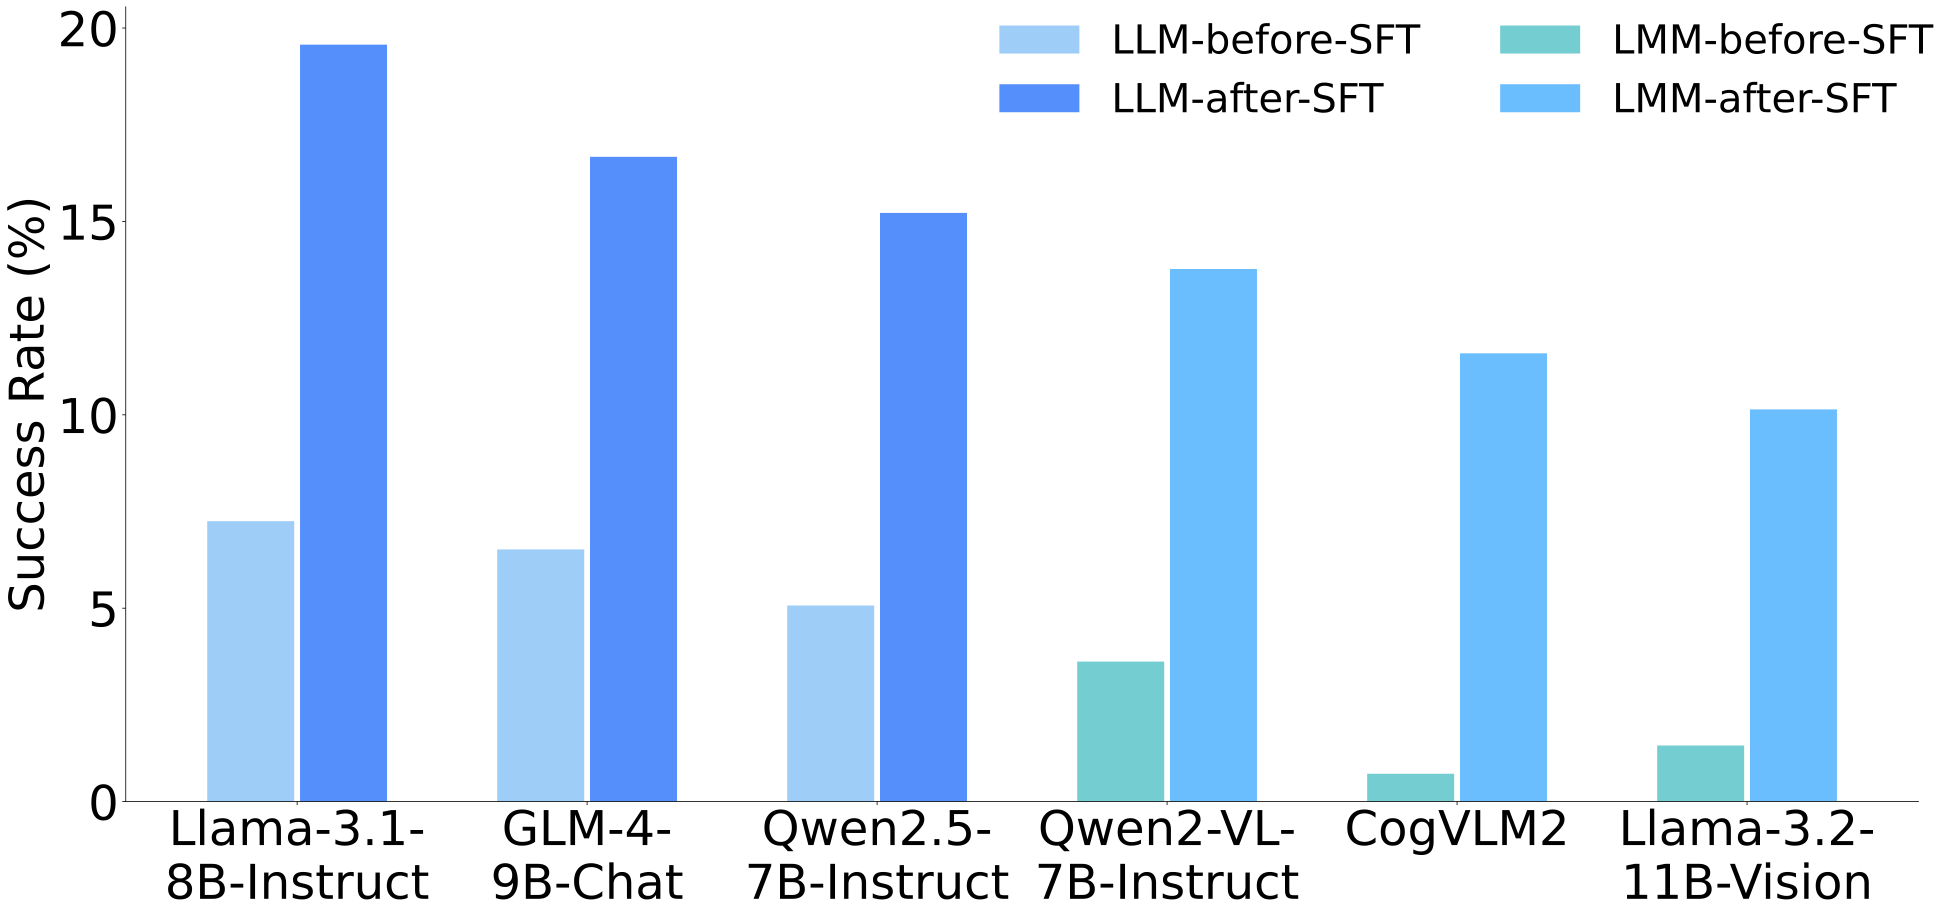 20
15
10
5
0
Success Rate (%)
LLM-before-SFT
LLM-after-SFT
LMM-before-SFT
LMM-after-SFT
Llama-3.1-
8B-Instruct
GLM-4-
9B-Chat
Qwen2.5-
7B-Instruct
Qwen2-VL-
7B-Instruct
CogVLM2
Llama-3.2-
11B-Vision